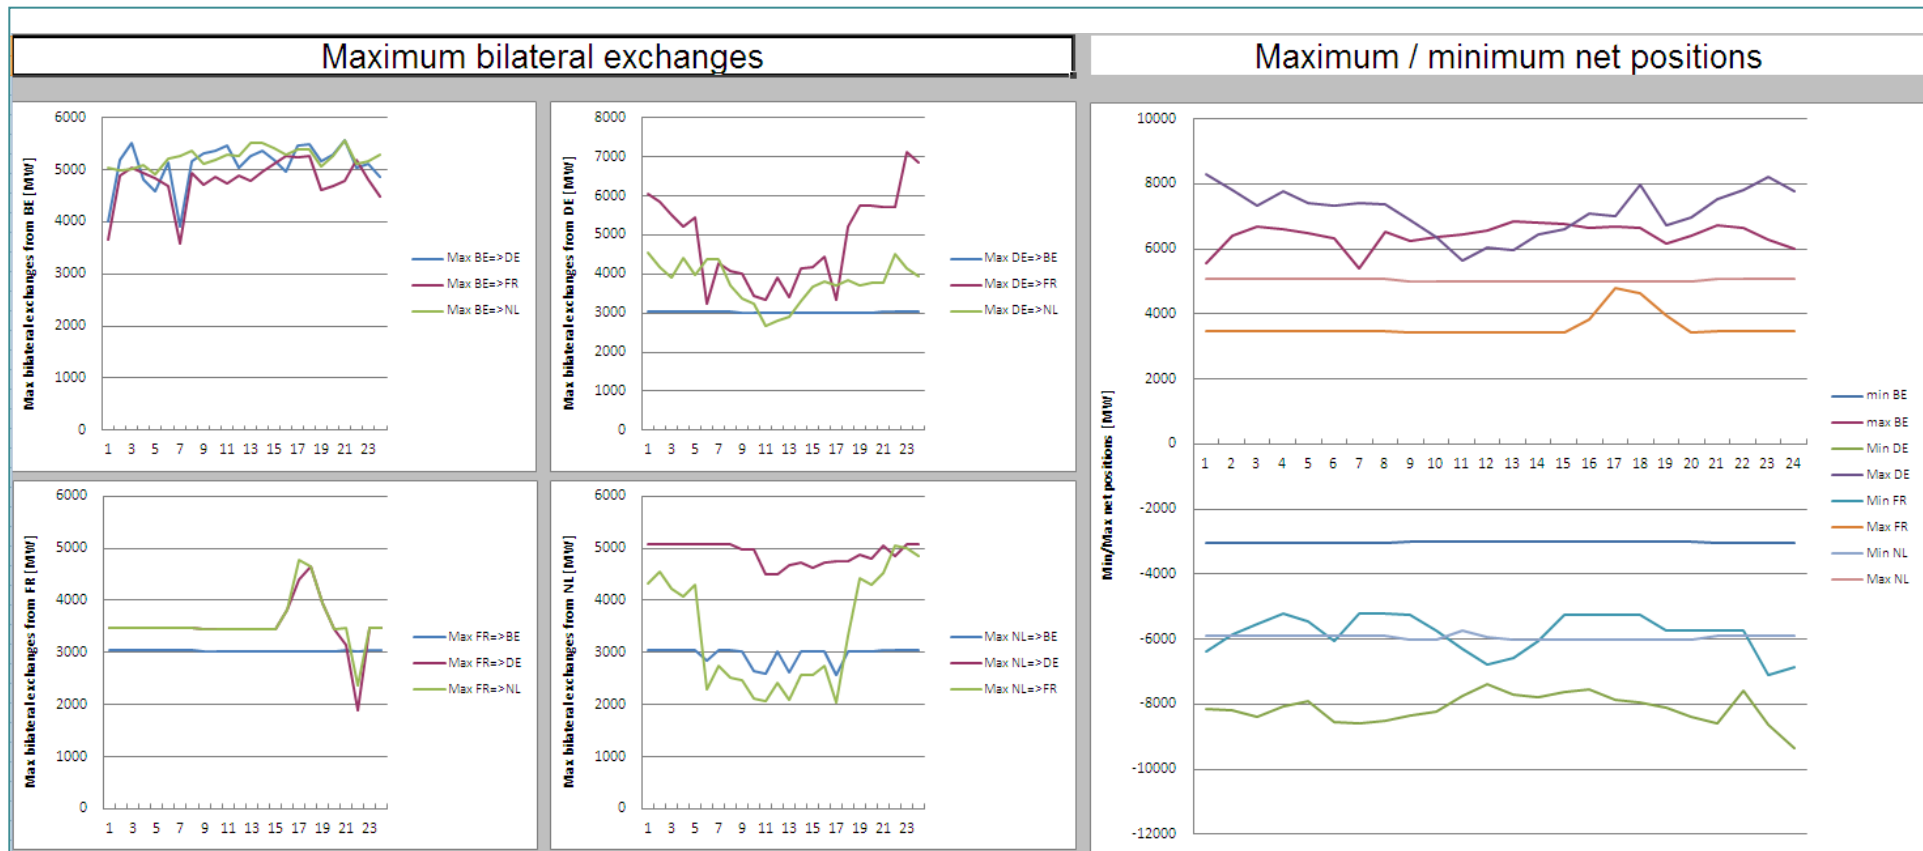 Maximum bilateral exchanges
Maximum / minimum net positions
Max bilateral exchanges from BE [MW]
6000
5000
4000
3000
2000
1000
0
1 3 5 7 9 11 13 15 17 19 21 23
Max BE=>DE
Max BE=>FR
Max BE=>NL
Max bilateral exchanges from DE [MW]
8000
7000
6000
5000
4000
3000
2000
1000
0
1 3 5 7 9 11 13 15 17 19 21 23
Max DE=>BE
Max DE=>FR
Max DE=>NL
Max bilateral exchanges from FR [MW]
6000
5000
4000
3000
2000
1000
0
1 3 5 7 9 11 13 15 17 19 21 23
Max FR=>BE
Max FR=>DE
Max FR=>NL
Max bilateral exchanges from NL [MW]
6000
5000
4000
3000
2000
1000
0
1 3 5 7 9 11 13 15 17 19 21 23
Max NL=>BE
Max NL=>DE
Max NL=>FR
Min/Max net positions [MW]
10000
8000
6000
4000
2000
0
1 2 3 4 5 6 7 8 9 10 11 12 13 14 15 16 17 18 19 20 21 22 23 24
-2000
-4000
-6000
-8000
-10000
-12000
min BE
max BE
Min DE
Max DE
Min FR
Max FR
Min NL
Max NL